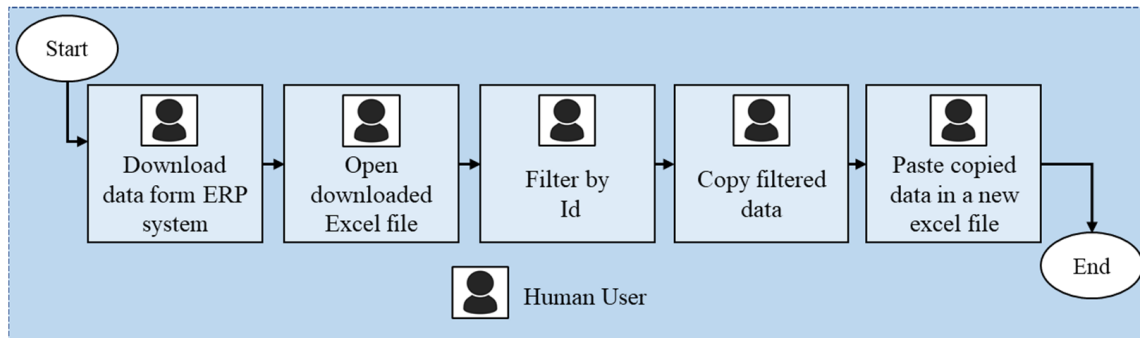 Start
Download
data form ERP
system
Open
downloaded
Excel file
Filter by
Id
Copy filtered
data
Paste copied
data in a new
excel file
End
Human User